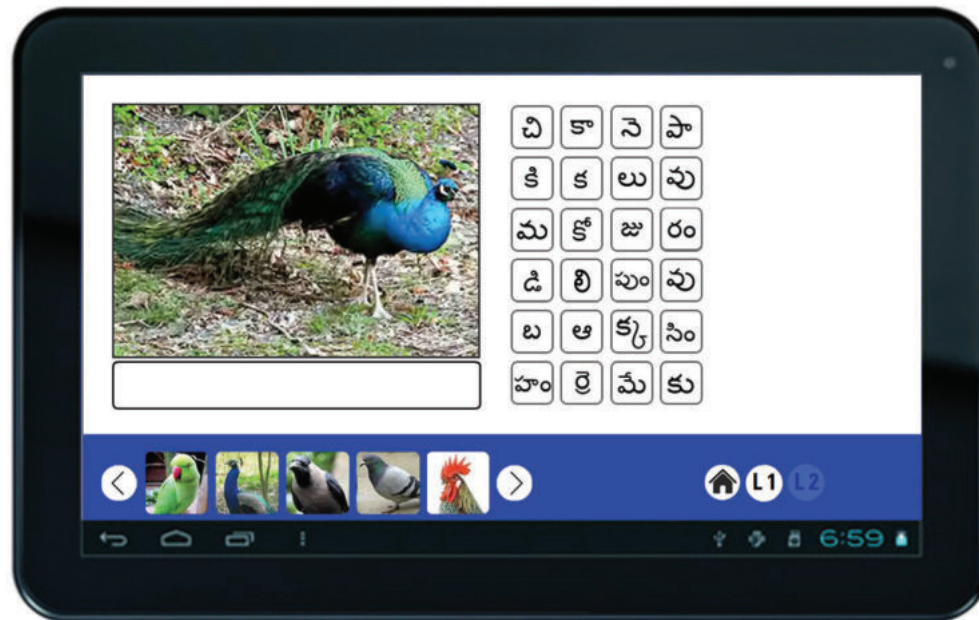 చి కా నె పా
కి క లు వు
మ కో జు రం
డి లి పుం వు
బ ఆ క్క సిం
హం ర్రె మే కు
L1 L2
6:59